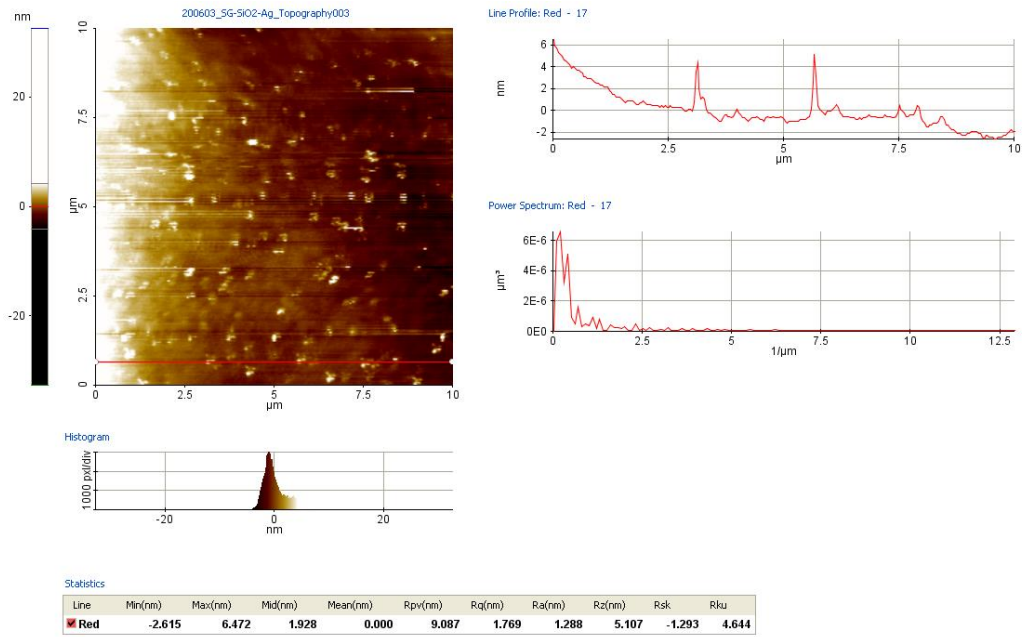 nm
200603_SG-SiO2-Ag_Topography003
Line Profile: Red - 17
20
0
-20
10
7.5
µm
5
2.5
0
0 2.5 5 7.5 10
µm
6
4
nm
2
0
-2
0 2.5 5 7.5 10
µm
Power Spectrum: Red - 17
6E-6
4E-6
µm³
2E-6
0E0
0 2.5 5 7.5 10 12.5
1/µm
Histogram
1000 pxl/div
-20 0 20
nm
Statistics
Line Min(nm) Max(nm) Mid(nm) Mean(nm) Rpv(nm) Rq(nm) Ra(nm) Rz(nm) Rsk Rku
Red -2.615 6.472 1.928 0.000 9.087 1.769 1.288 5.107 -1.293 4.644